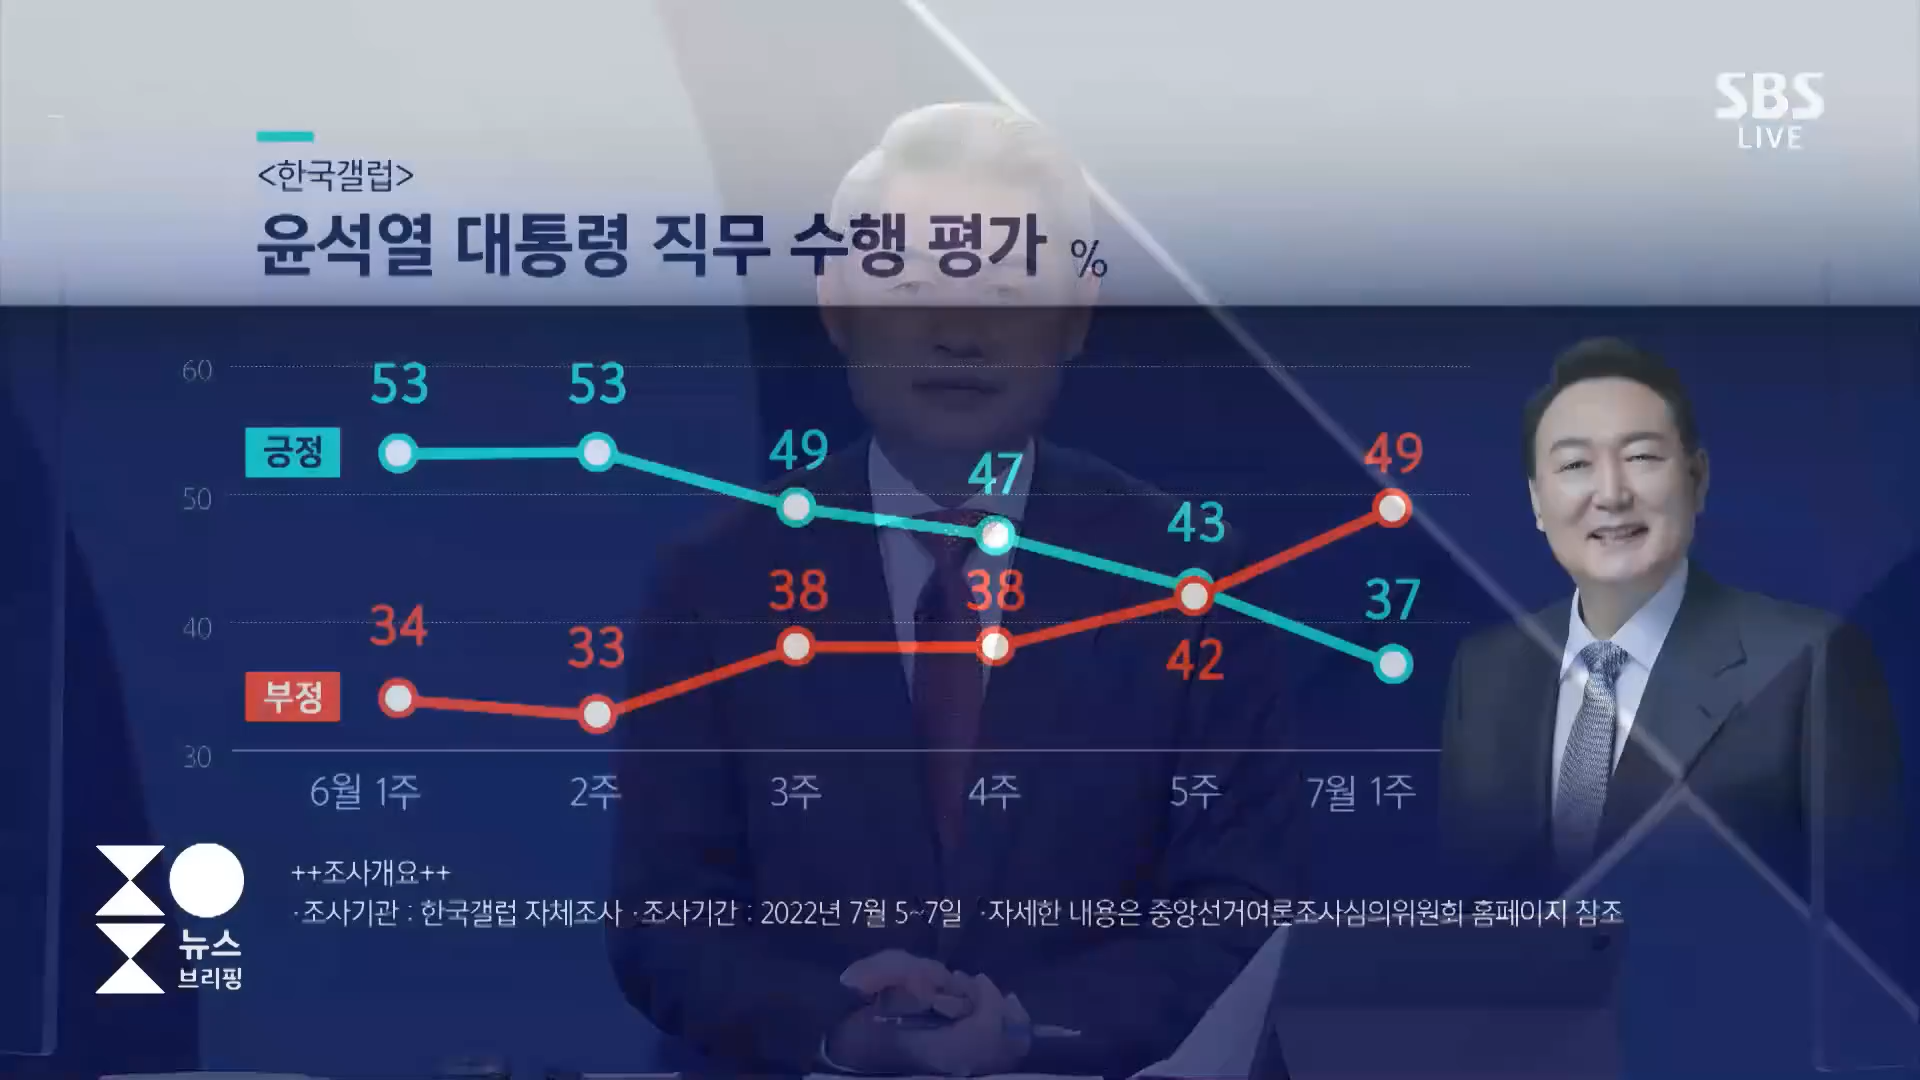 SBS
LIVE
<한국갤럽>
윤석열 대통령 직무 수행 평가 %
60
50
40
30
긍정
53
53
49
47
43
37
부정
34
33
38
38
42
49
6월 1주
2주
3주
4주
5주
7월 1주
++조사개요++
·조사기관 : 한국갤럽 자체조사 ·조사기간 : 2022년 7월 5~7일 ·자세한 내용은 중앙선거여론조사심의위원회 홈페이지 참조
뉴스
브리핑